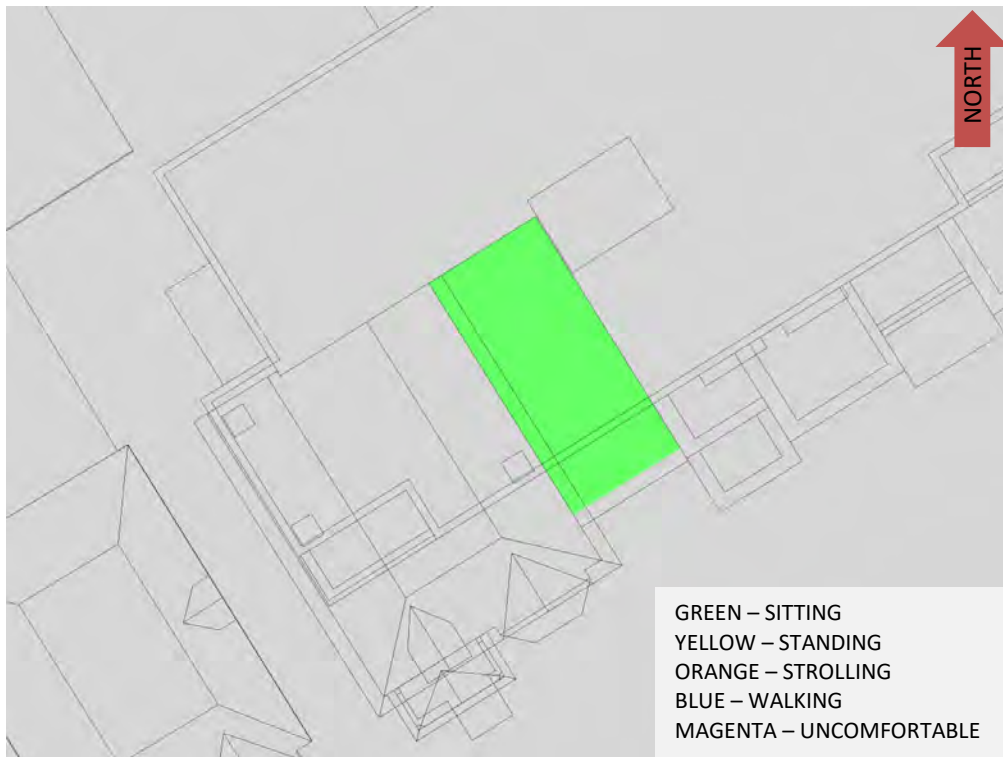 NORTH
GREEN – SITTING
YELLOW – STANDING
ORANGE – STROLLING
BLUE – WALKING
MAGENTA – UNCOMFORTABLE